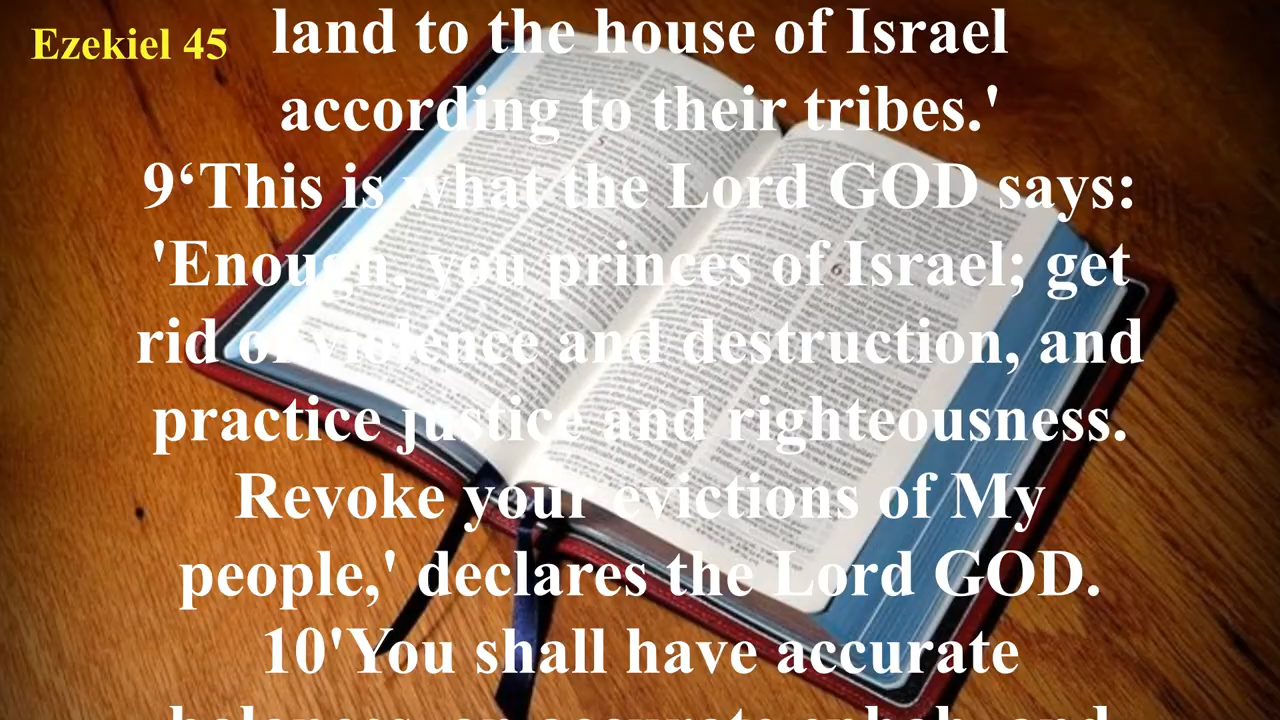 Ezekiel 45
land to the house of Israel
according to their tribes.'
9‘This is what the Lord GOD says:
'Enough, you princes of Israel; get
rid of violence and destruction, and
practice justice and righteousness.
Revoke your evictions of My
people,' declares the Lord GOD.
10'You shall have accurate